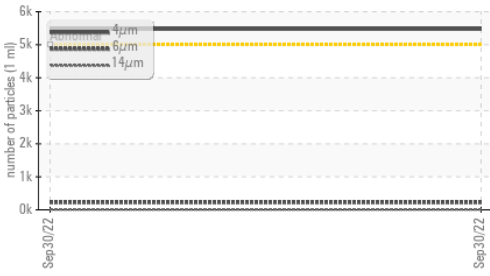 6k
5k
4k
3k
2k
1k
0k
number of particles (1 ml)
Abnormal
4µm
6µm
14µm
Sep30/22
Sep30/22